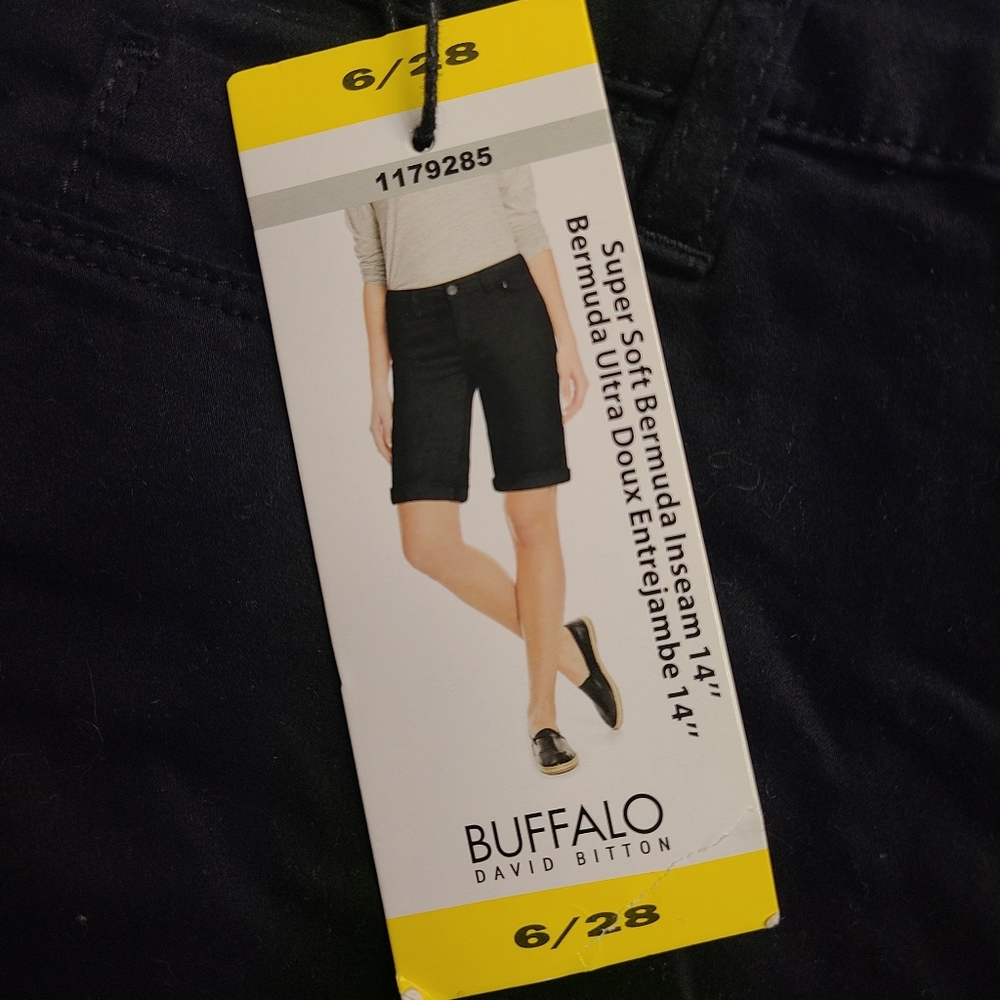 6/28
1179285
Super Soft Bermuda Inseam 14"
Bermuda Ultra Doux Entrejambe 14"
BUFFALO
DAVID BITTON
6/28